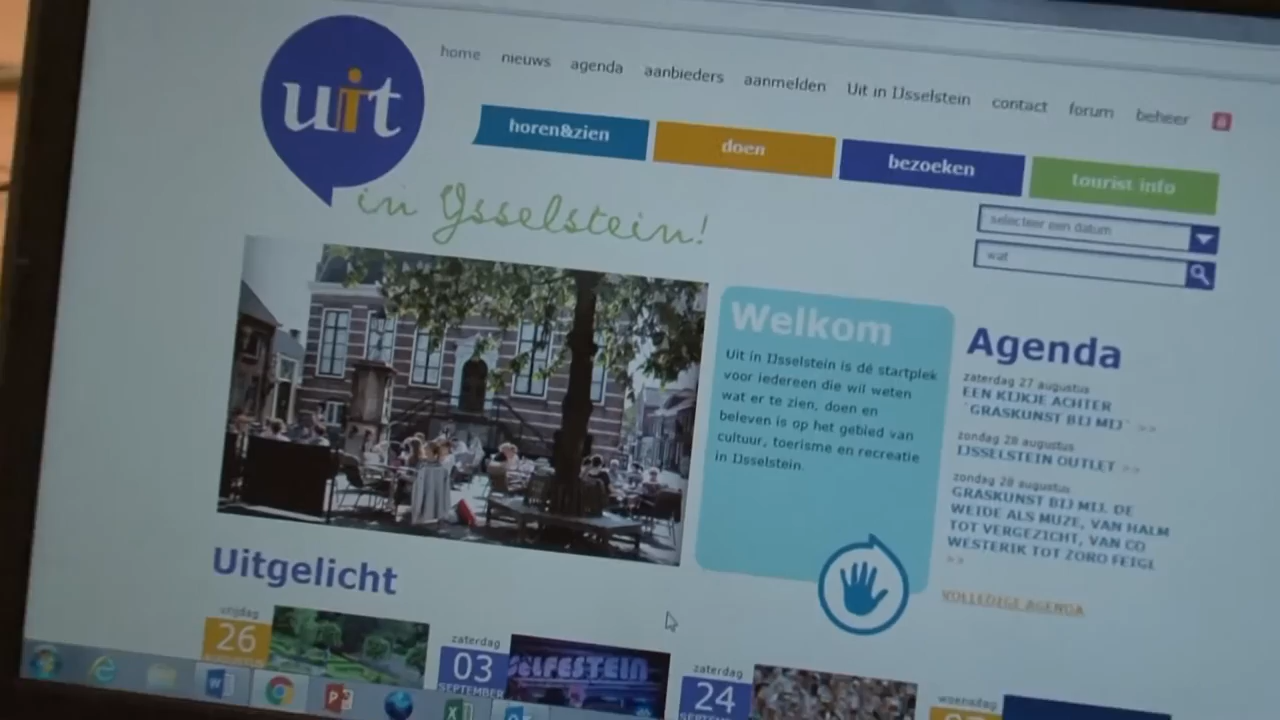 uit
home nieuws agenda aanbieders aanmelden Uit in IJsselstein contact forum beheer
horen&zien doen bezoeken tourist info
in IJsselstein!
selecteer een datum
wat
Welkom
Uit in IJsselstein is dé startplek
voor iedereen die wil weten
wat er te zien, doen en
beleven is op het gebied van
cultuur, toerisme en recreatie
in IJsselstein.
Agenda
zaterdag 27 augustus
EEN KIJKJE ACHTER
`GRASKUNST BIJ MIJ` >>
zondag 28 augustus
IJSSELSTEIN OUTLET >>
zondag 28 augustus
GRASKUNST BIJ MIJ. DE
WEIDE ALS MUZE, VAN HALM
TOT VERGEZICHT, VAN CO
WESTERIK TOT ZORO FEIGL
>>
VOLLEDIGE AGENDA
Uitgelicht
vrijdag
26
zaterdag
03
SEPTEMBER
zaterdag
24
SEPTEMBER
woensdag